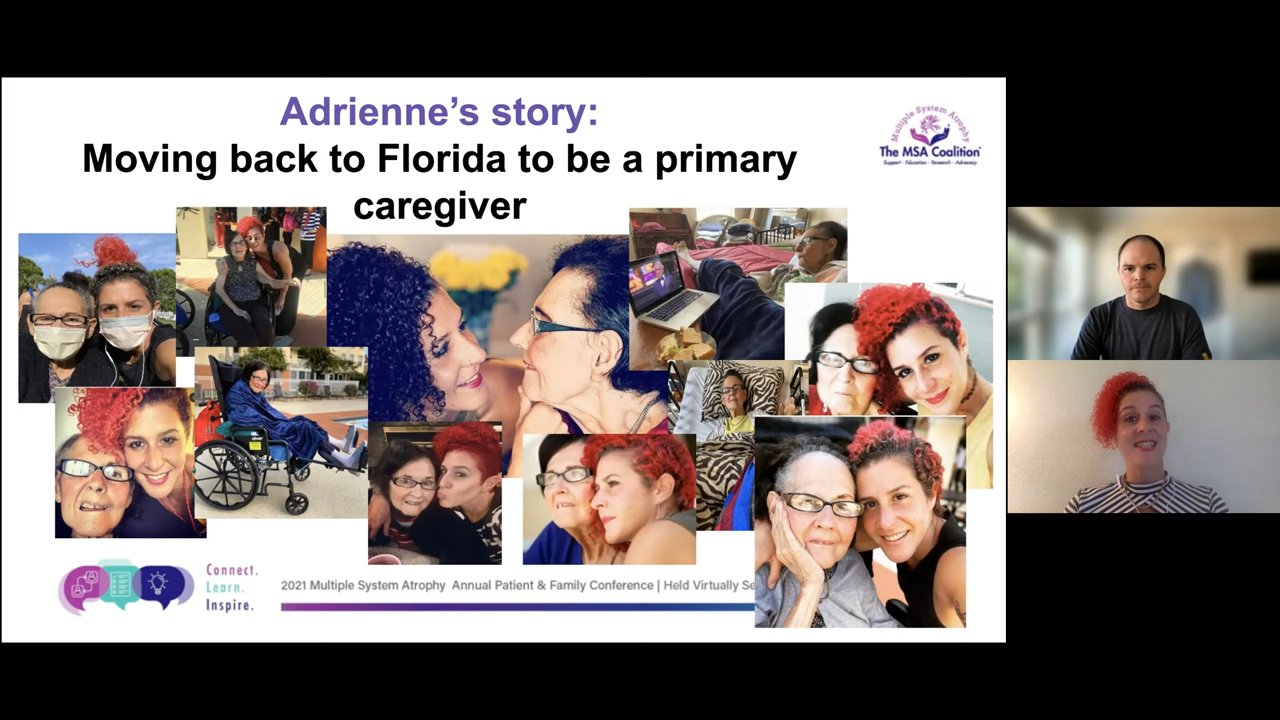 Adrienne's story:
Moving back to Florida to be a primary
caregiver
Multiple System Atrophy
The MSA Coalition®
Support · Education · Research · Advocacy
Connect.
Learn.
Inspire.
2021 Multiple System Atrophy Annual Patient & Family Conference | Held Virtually Se